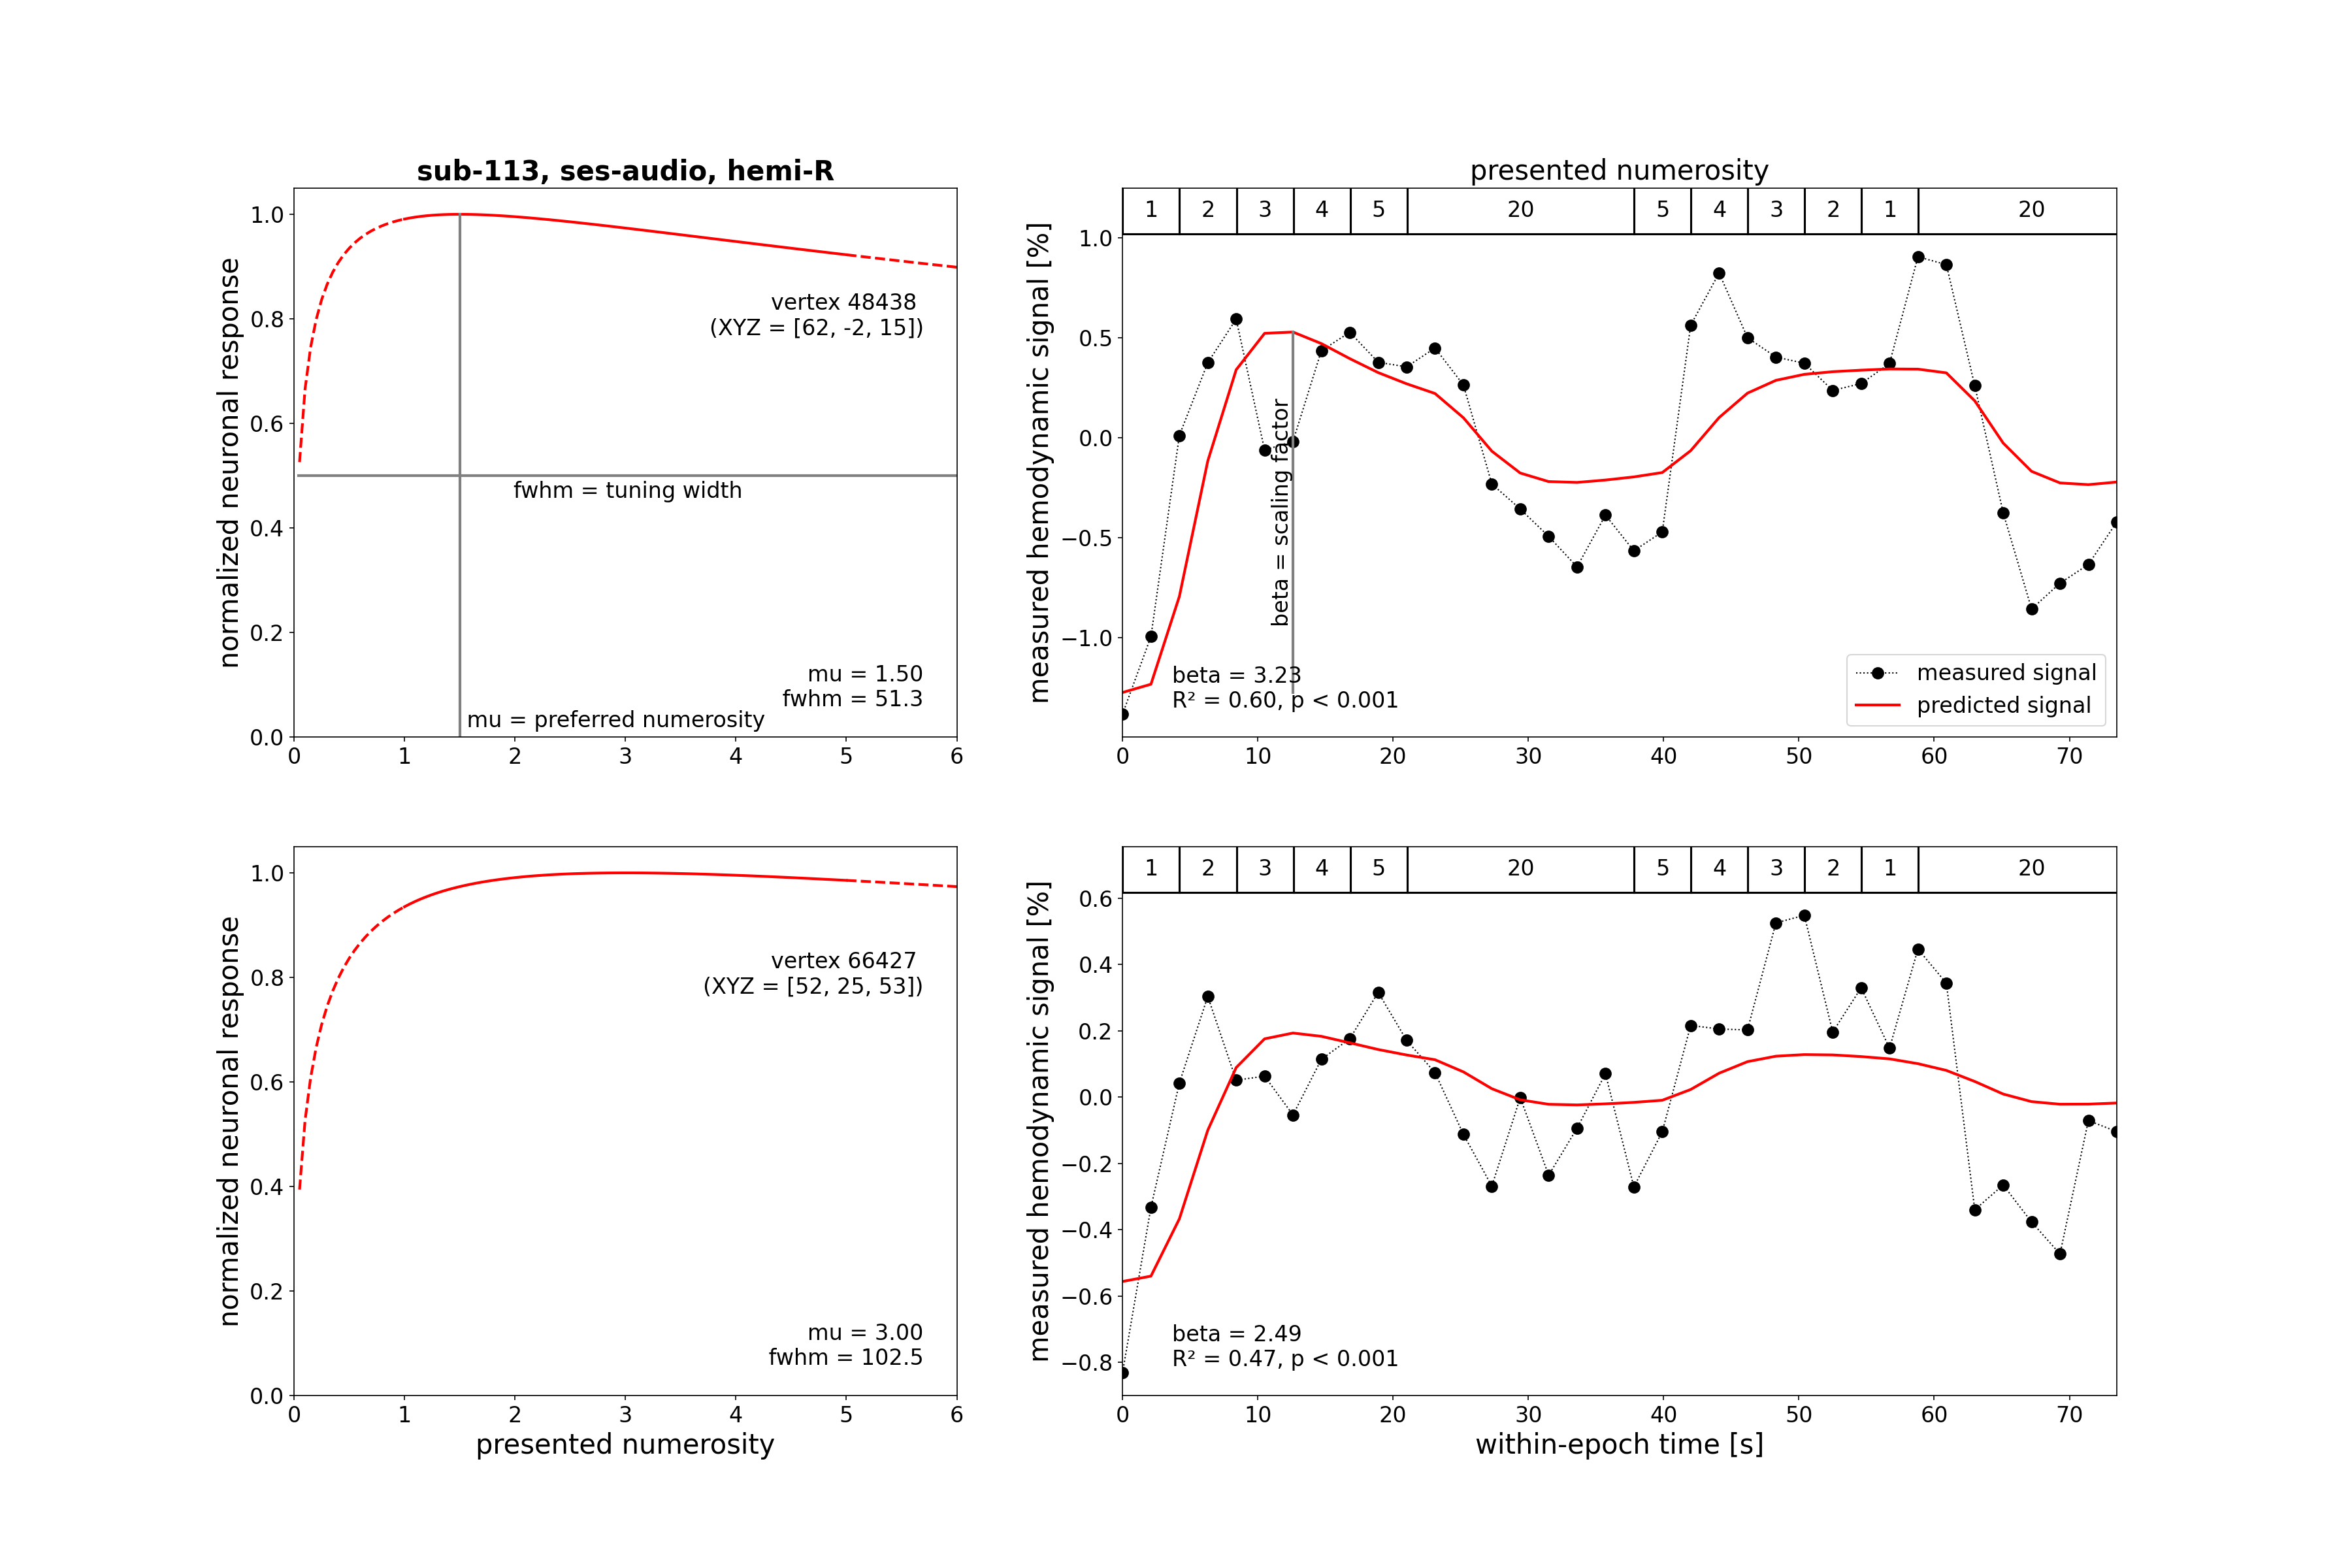 sub-113, ses-audio, hemi-R
normalized neuronal response
1.0
0.8
0.6
0.4
0.2
0.0
vertex 48438
(XYZ = [62, -2, 15])
fwhm = tuning width
mu = 1.50
fwhm = 51.3
mu = preferred numerosity
0 1 2 3 4 5 6
presented numerosity
1 2 3 4 5 20 5 4 3 2 1 20
measured hemodynamic signal [%]
1.0
0.5
0.0
−0.5
−1.0
beta = scaling factor
beta = 3.23
R² = 0.60, p < 0.001
measured signal
predicted signal
0 10 20 30 40 50 60 70
normalized neuronal response
1.0
0.8
0.6
0.4
0.2
0.0
vertex 66427
(XYZ = [52, 25, 53])
mu = 3.00
fwhm = 102.5
0 1 2 3 4 5 6
presented numerosity
1 2 3 4 5 20 5 4 3 2 1 20
measured hemodynamic signal [%]
0.6
0.4
0.2
0.0
−0.2
−0.4
−0.6
−0.8
beta = 2.49
R² = 0.47, p < 0.001
0 10 20 30 40 50 60 70
within-epoch time [s]